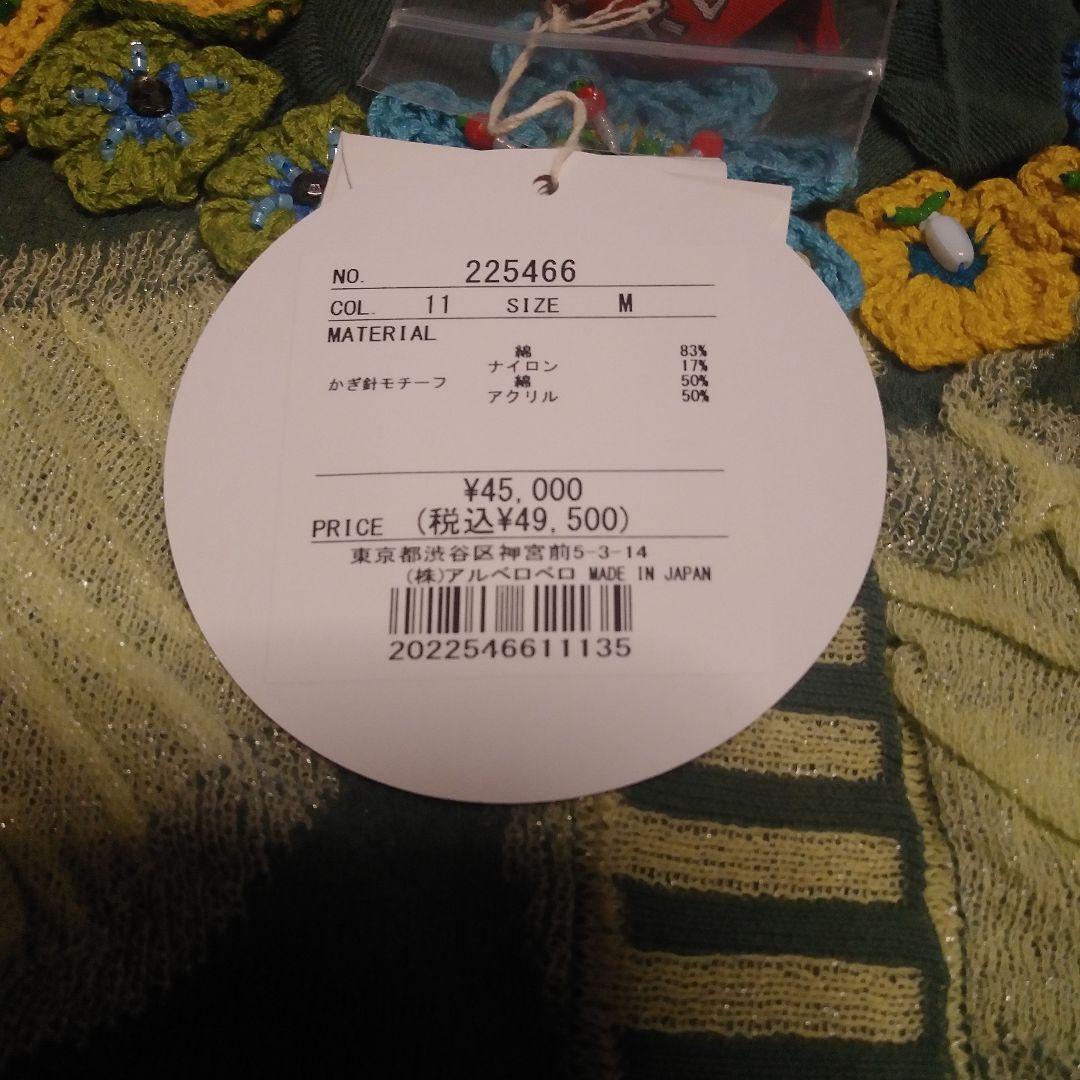 NO. 225466
COL. 11 SIZE M
MATERIAL
綿 83%
ナイロン 17%
かぎ針モチーフ 綿 50%
アクリル 50%
¥45,000
PRICE (税込¥49,500)
東京都渋谷区神宮前5-3-14
(株)アルベロベロ MADE IN JAPAN
2022546611135